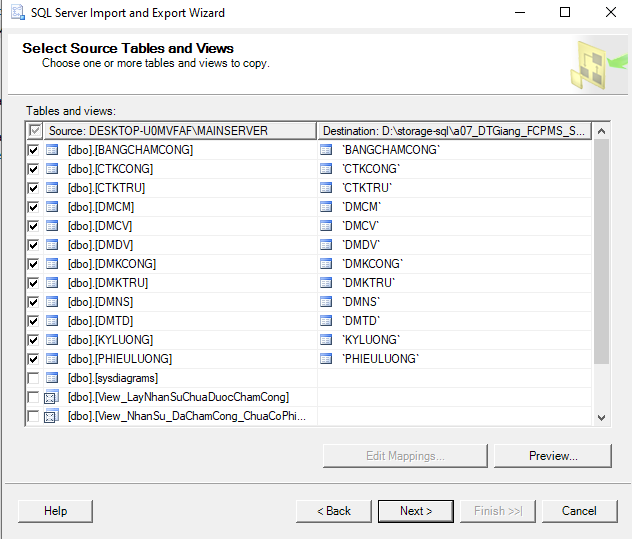 SQL Server Import and Export Wizard
Select Source Tables and Views
Choose one or more tables and views to copy.
Tables and views:
Source: DESKTOP-U0MVFAF\MAINSERVER Destination: D:\storage-sql\a07_DTGiang_FCPMS_S...
[dbo].[BANGCHAMCONG] `BANGCHAMCONG`
[dbo].[CTKCONG] `CTKCONG`
[dbo].[CTKTRU] `CTKTRU`
[dbo].[DMCM] `DMCM`
[dbo].[DMCV] `DMCV`
[dbo].[DMDV] `DMDV`
[dbo].[DMKCONG] `DMKCONG`
[dbo].[DMKTRU] `DMKTRU`
[dbo].[DMNS] `DMNS`
[dbo].[DMTD] `DMTD`
[dbo].[KYLUONG] `KYLUONG`
[dbo].[PHIEULUONG] `PHIEULUONG`
[dbo].[sysdiagrams]
[dbo].[View_LayNhanSuChuaDuocChamCong]
[dbo].[View_NhanSu_DaChamCong_ChuaCoPhi...
Edit Mappings... Preview...
Help < Back Next > Finish >>| Cancel